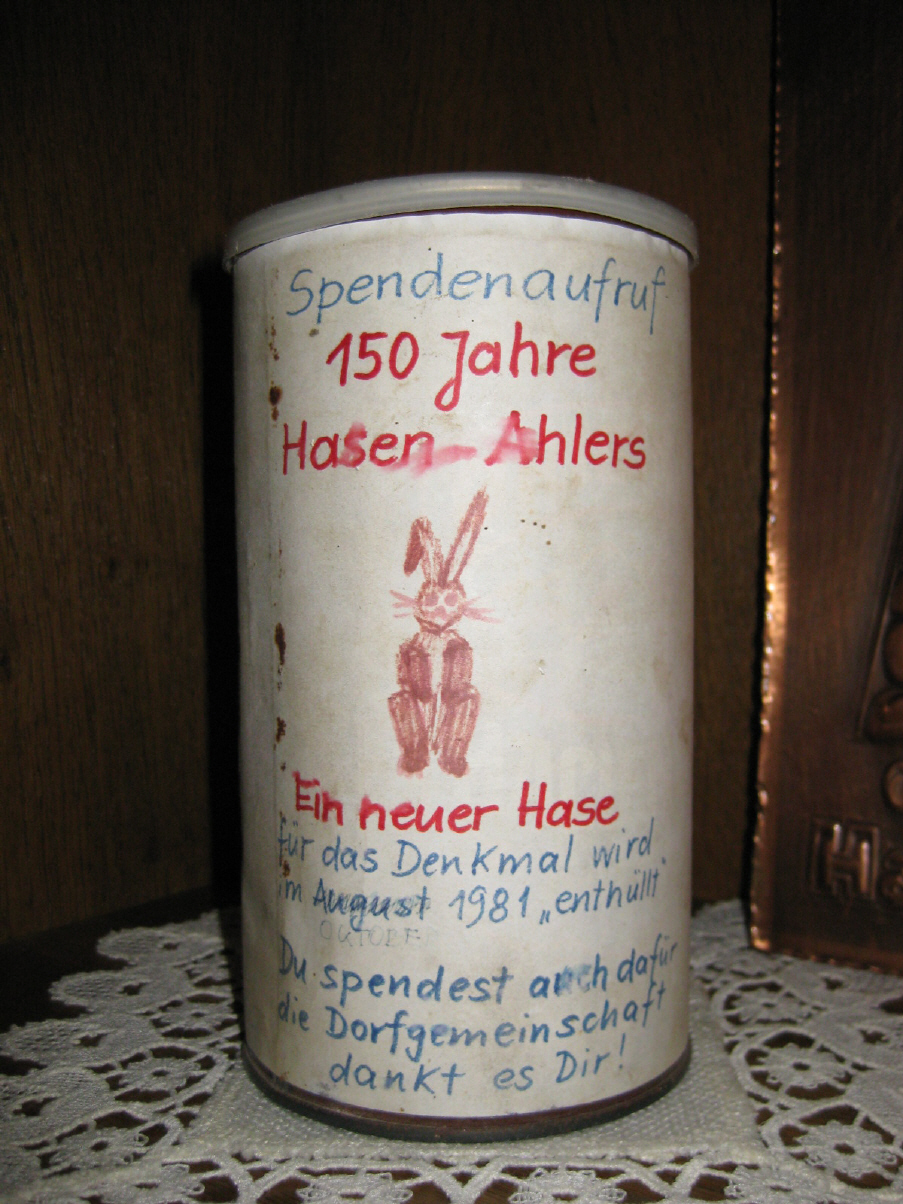 Spendenaufruf
150 Jahre
Hasen-Ahlers
Ein neuer Hase
für das Denkmal wird
im August 1981 „enthüllt".
Du spendest auch dafür
die Dorfgemeinschaft
dankt es Dir!